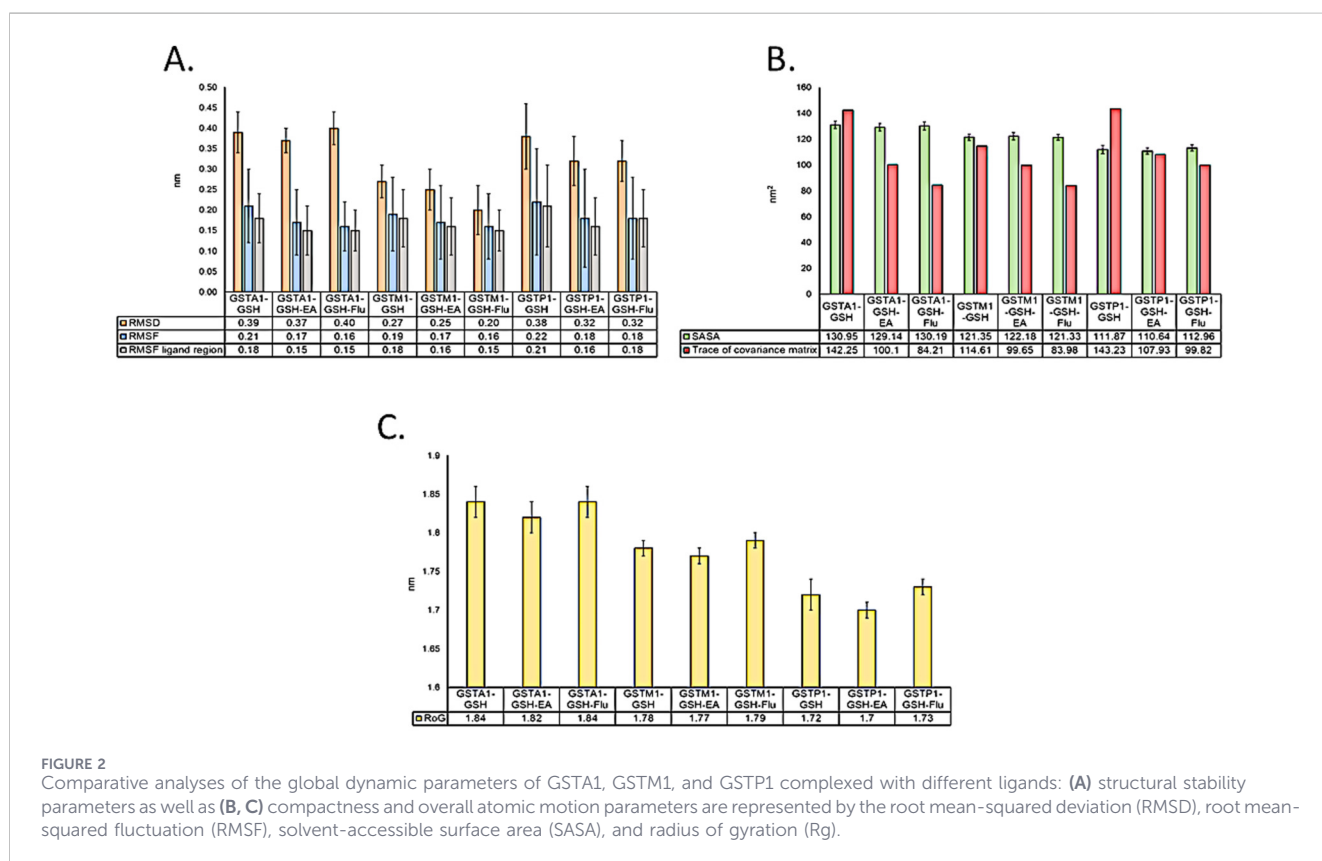 A.
0.50
0.45
0.40
0.35
0.30
0.25
0.20
0.15
0.10
0.05
0.00
nm
GSTA1-GSH GSTA1-GSH-EA GSTA1-GSH-Flu GSTM1-GSH GSTM1-GSH-EA GSTM1-GSH-Flu GSTP1-GSH GSTP1-GSH-EA GSTP1-GSH-Flu
RMSD 0.39 0.37 0.40 0.27 0.25 0.20 0.38 0.32 0.32
RMSF 0.21 0.17 0.16 0.19 0.17 0.16 0.22 0.18 0.18
RMSF ligand region 0.18 0.15 0.15 0.18 0.16 0.15 0.21 0.16 0.18
B.
160
140
120
100
80
60
40
20
0
nm²
GSTA1-GSH GSTA1-GSH-EA GSTA1-GSH-Flu GSTM1-GSH GSTM1-GSH-EA GSTM1-GSH-Flu GSTP1-GSH GSTP1-GSH-EA GSTP1-GSH-Flu
SASA 130.95 129.14 130.19 121.35 122.18 121.33 111.87 110.64 112.96
Trace of covariance matrix 142.25 100.1 84.21 114.61 99.65 83.98 143.23 107.93 99.82
C.
1.9
1.85
1.8
1.75
1.7
1.65
1.6
nm
GSTA1-GSH GSTA1-GSH-EA GSTA1-GSH-Flu GSTM1-GSH GSTM1-GSH-EA GSTM1-GSH-Flu GSTP1-GSH GSTP1-GSH-EA GSTP1-GSH-Flu
RoG 1.84 1.82 1.84 1.78 1.77 1.79 1.72 1.7 1.73
FIGURE 2
Comparative analyses of the global dynamic parameters of GSTA1, GSTM1, and GSTP1 complexed with different ligands: (A) structural stability
parameters as well as (B, C) compactness and overall atomic motion parameters are represented by the root mean-squared deviation (RMSD), root mean-
squared fluctuation (RMSF), solvent-accessible surface area (SASA), and radius of gyration (Rg).